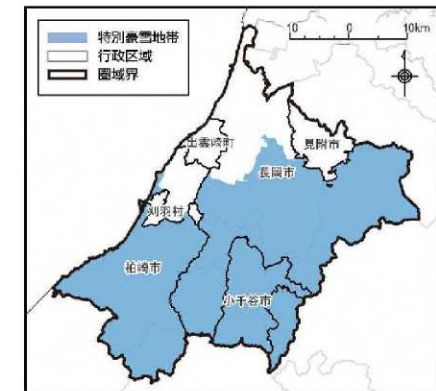 特別豪雪地帯
行政区域
圏域界
10 0 10km
出雲崎町
見附市
長岡市
刈羽村
柏崎市
小千谷市